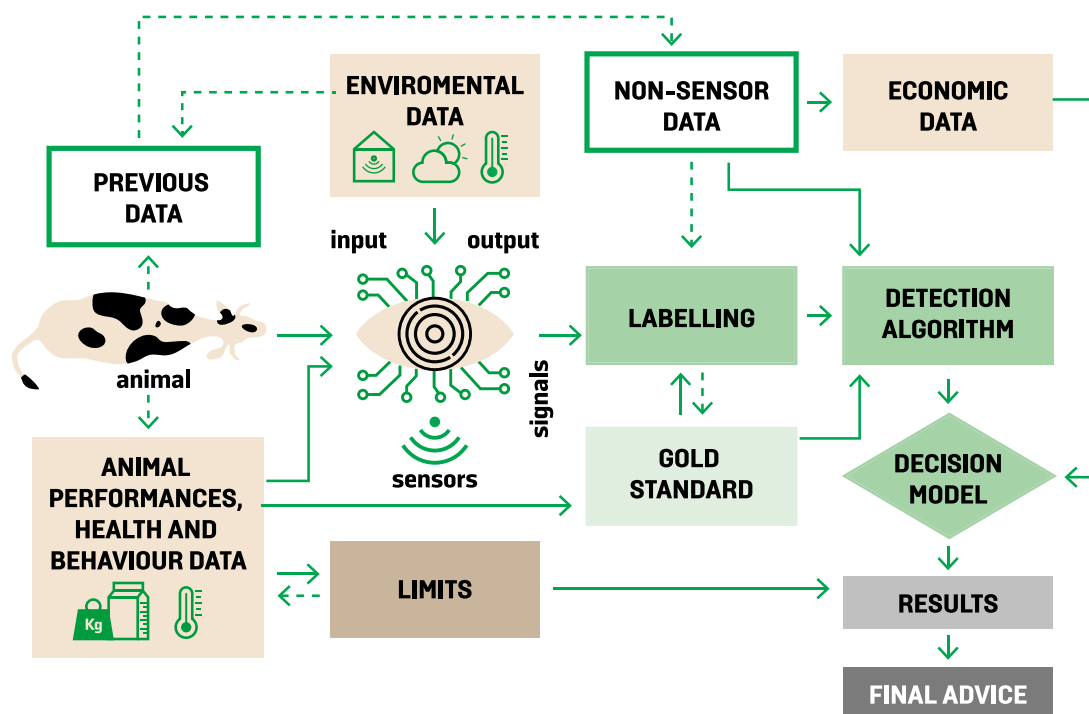 ENVIROMENTAL
DATA
NON-SENSOR
DATA
ECONOMIC
DATA
PREVIOUS
DATA
input
output
animal
signals
sensors
LABELLING
DETECTION
ALGORITHM
GOLD
STANDARD
DECISION
MODEL
ANIMAL
PERFORMANCES,
HEALTH AND
BEHAVIOUR DATA
Kg
LIMITS
RESULTS
FINAL ADVICE